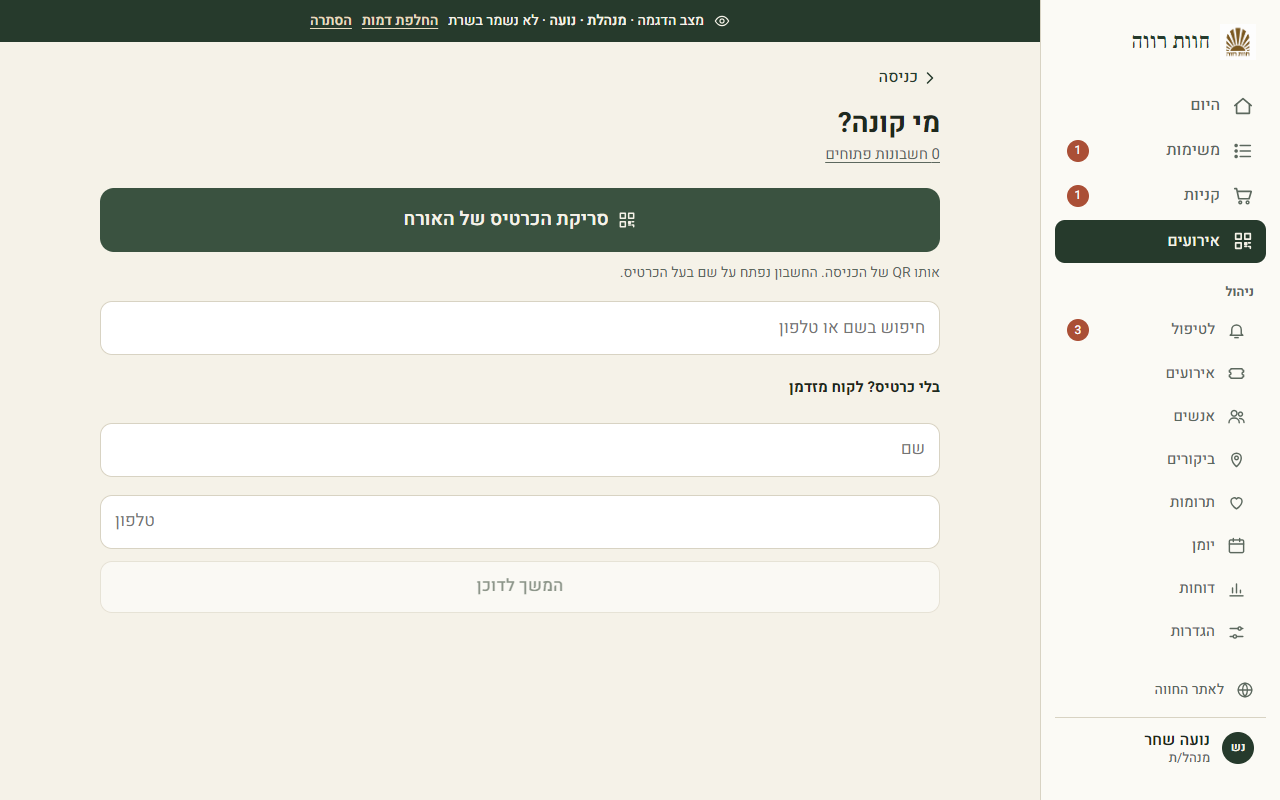 מצב הדגמה · מנהלת · נועה · לא נשמר בשרת החלפת דמות הסתרה
חוות רווה
היום
משימות 1
קניות 1
אירועים
ניהול
לטיפול 3
אירועים
אנשים
ביקורים
תרומות
יומן
דוחות
הגדרות
לאתר החווה
נש
נועה שחר
מנהל/ת
כניסה
מי קונה?
0 חשבונות פתוחים
סריקת הכרטיס של האורח
אותו QR של הכניסה. החשבון נפתח על שם בעל הכרטיס.
חיפוש בשם או טלפון
בלי כרטיס? לקוח מזדמן
שם
טלפון
המשך לדוכן